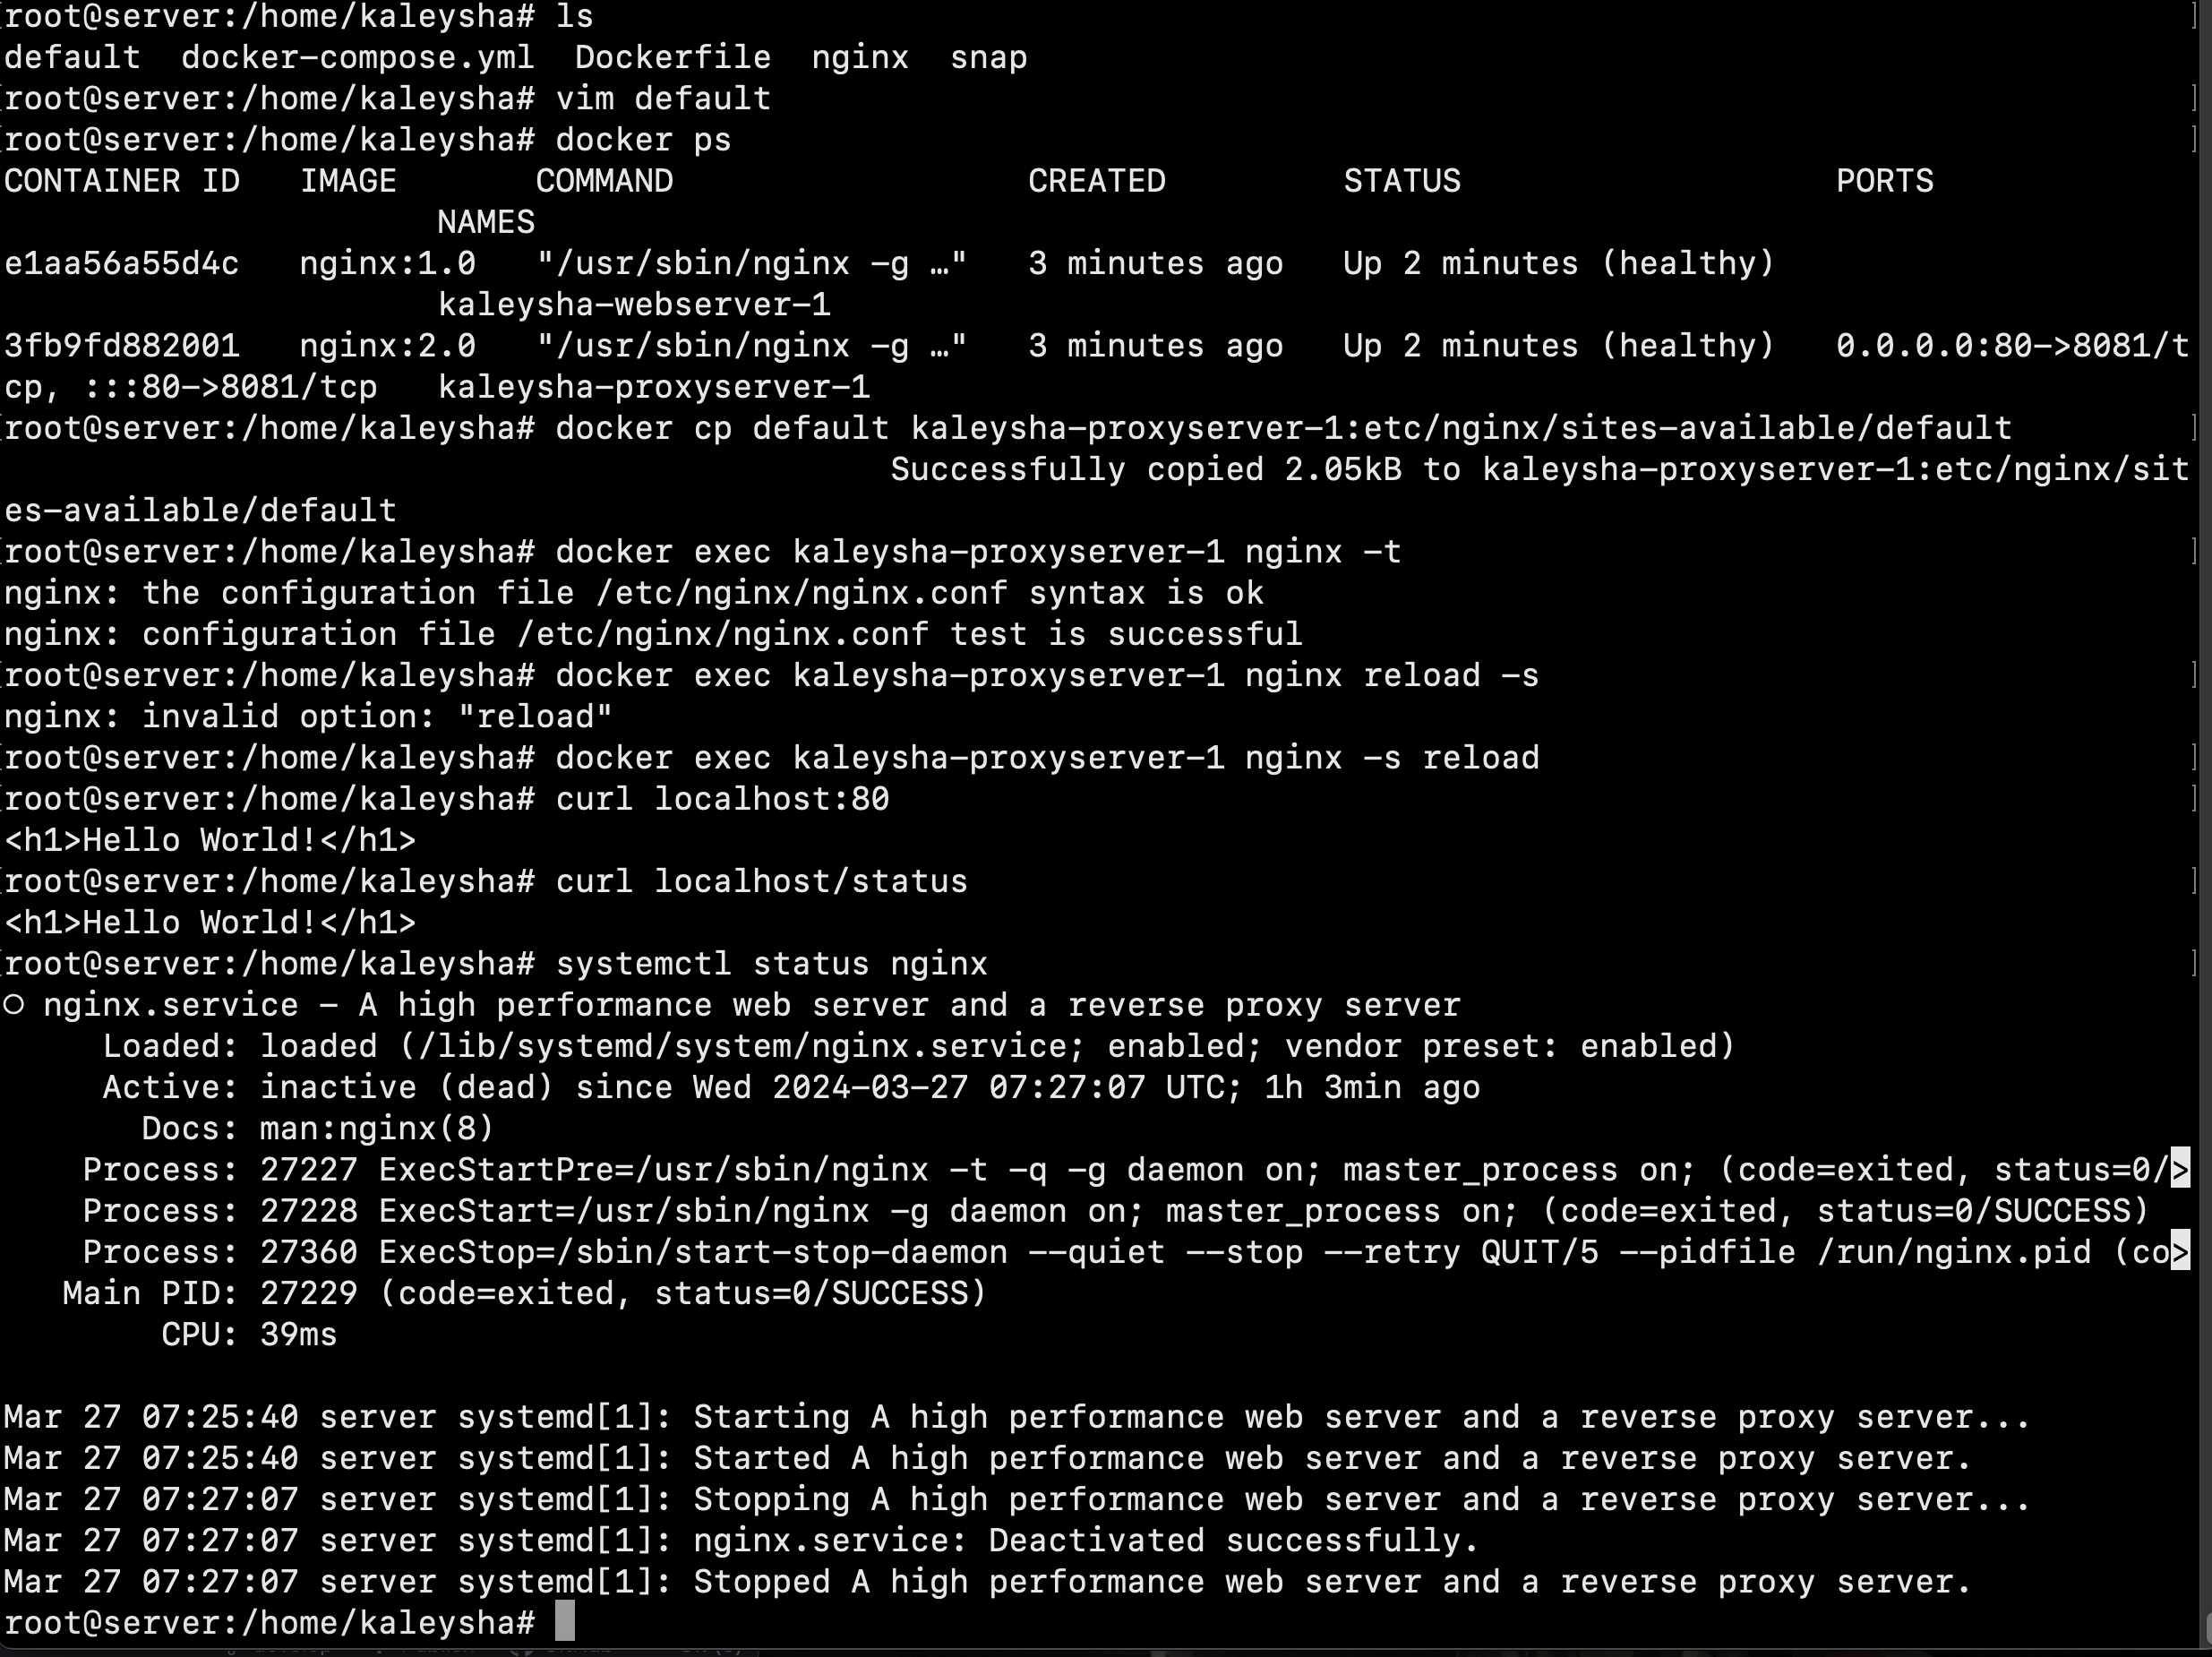 root@server:/home/kaleysha# ls
default  docker-compose.yml  Dockerfile  nginx  snap
root@server:/home/kaleysha# vim default
root@server:/home/kaleysha# docker ps
CONTAINER ID   IMAGE       COMMAND                  CREATED         STATUS                   PORTS
                      NAMES
e1aa56a55d4c   nginx:1.0   "/usr/sbin/nginx -g …"   3 minutes ago   Up 2 minutes (healthy)
                      kaleysha-webserver-1
3fb9fd882001   nginx:2.0   "/usr/sbin/nginx -g …"   3 minutes ago   Up 2 minutes (healthy)   0.0.0.0:80->8081/t
cp, :::80->8081/tcp   kaleysha-proxyserver-1
root@server:/home/kaleysha# docker cp default kaleysha-proxyserver-1:etc/nginx/sites-available/default
                                             Successfully copied 2.05kB to kaleysha-proxyserver-1:etc/nginx/sit
es-available/default
root@server:/home/kaleysha# docker exec kaleysha-proxyserver-1 nginx -t
nginx: the configuration file /etc/nginx/nginx.conf syntax is ok
nginx: configuration file /etc/nginx/nginx.conf test is successful
root@server:/home/kaleysha# docker exec kaleysha-proxyserver-1 nginx reload -s
nginx: invalid option: "reload"
root@server:/home/kaleysha# docker exec kaleysha-proxyserver-1 nginx -s reload
root@server:/home/kaleysha# curl localhost:80
<h1>Hello World!</h1>
root@server:/home/kaleysha# curl localhost/status
<h1>Hello World!</h1>
root@server:/home/kaleysha# systemctl status nginx
○ nginx.service - A high performance web server and a reverse proxy server
     Loaded: loaded (/lib/systemd/system/nginx.service; enabled; vendor preset: enabled)
     Active: inactive (dead) since Wed 2024-03-27 07:27:07 UTC; 1h 3min ago
       Docs: man:nginx(8)
    Process: 27227 ExecStartPre=/usr/sbin/nginx -t -q -g daemon on; master_process on; (code=exited, status=0/>
    Process: 27228 ExecStart=/usr/sbin/nginx -g daemon on; master_process on; (code=exited, status=0/SUCCESS)
    Process: 27360 ExecStop=/sbin/start-stop-daemon --quiet --stop --retry QUIT/5 --pidfile /run/nginx.pid (co>
   Main PID: 27229 (code=exited, status=0/SUCCESS)
        CPU: 39ms

Mar 27 07:25:40 server systemd[1]: Starting A high performance web server and a reverse proxy server...
Mar 27 07:25:40 server systemd[1]: Started A high performance web server and a reverse proxy server.
Mar 27 07:27:07 server systemd[1]: Stopping A high performance web server and a reverse proxy server...
Mar 27 07:27:07 server systemd[1]: nginx.service: Deactivated successfully.
Mar 27 07:27:07 server systemd[1]: Stopped A high performance web server and a reverse proxy server.
root@server:/home/kaleysha#